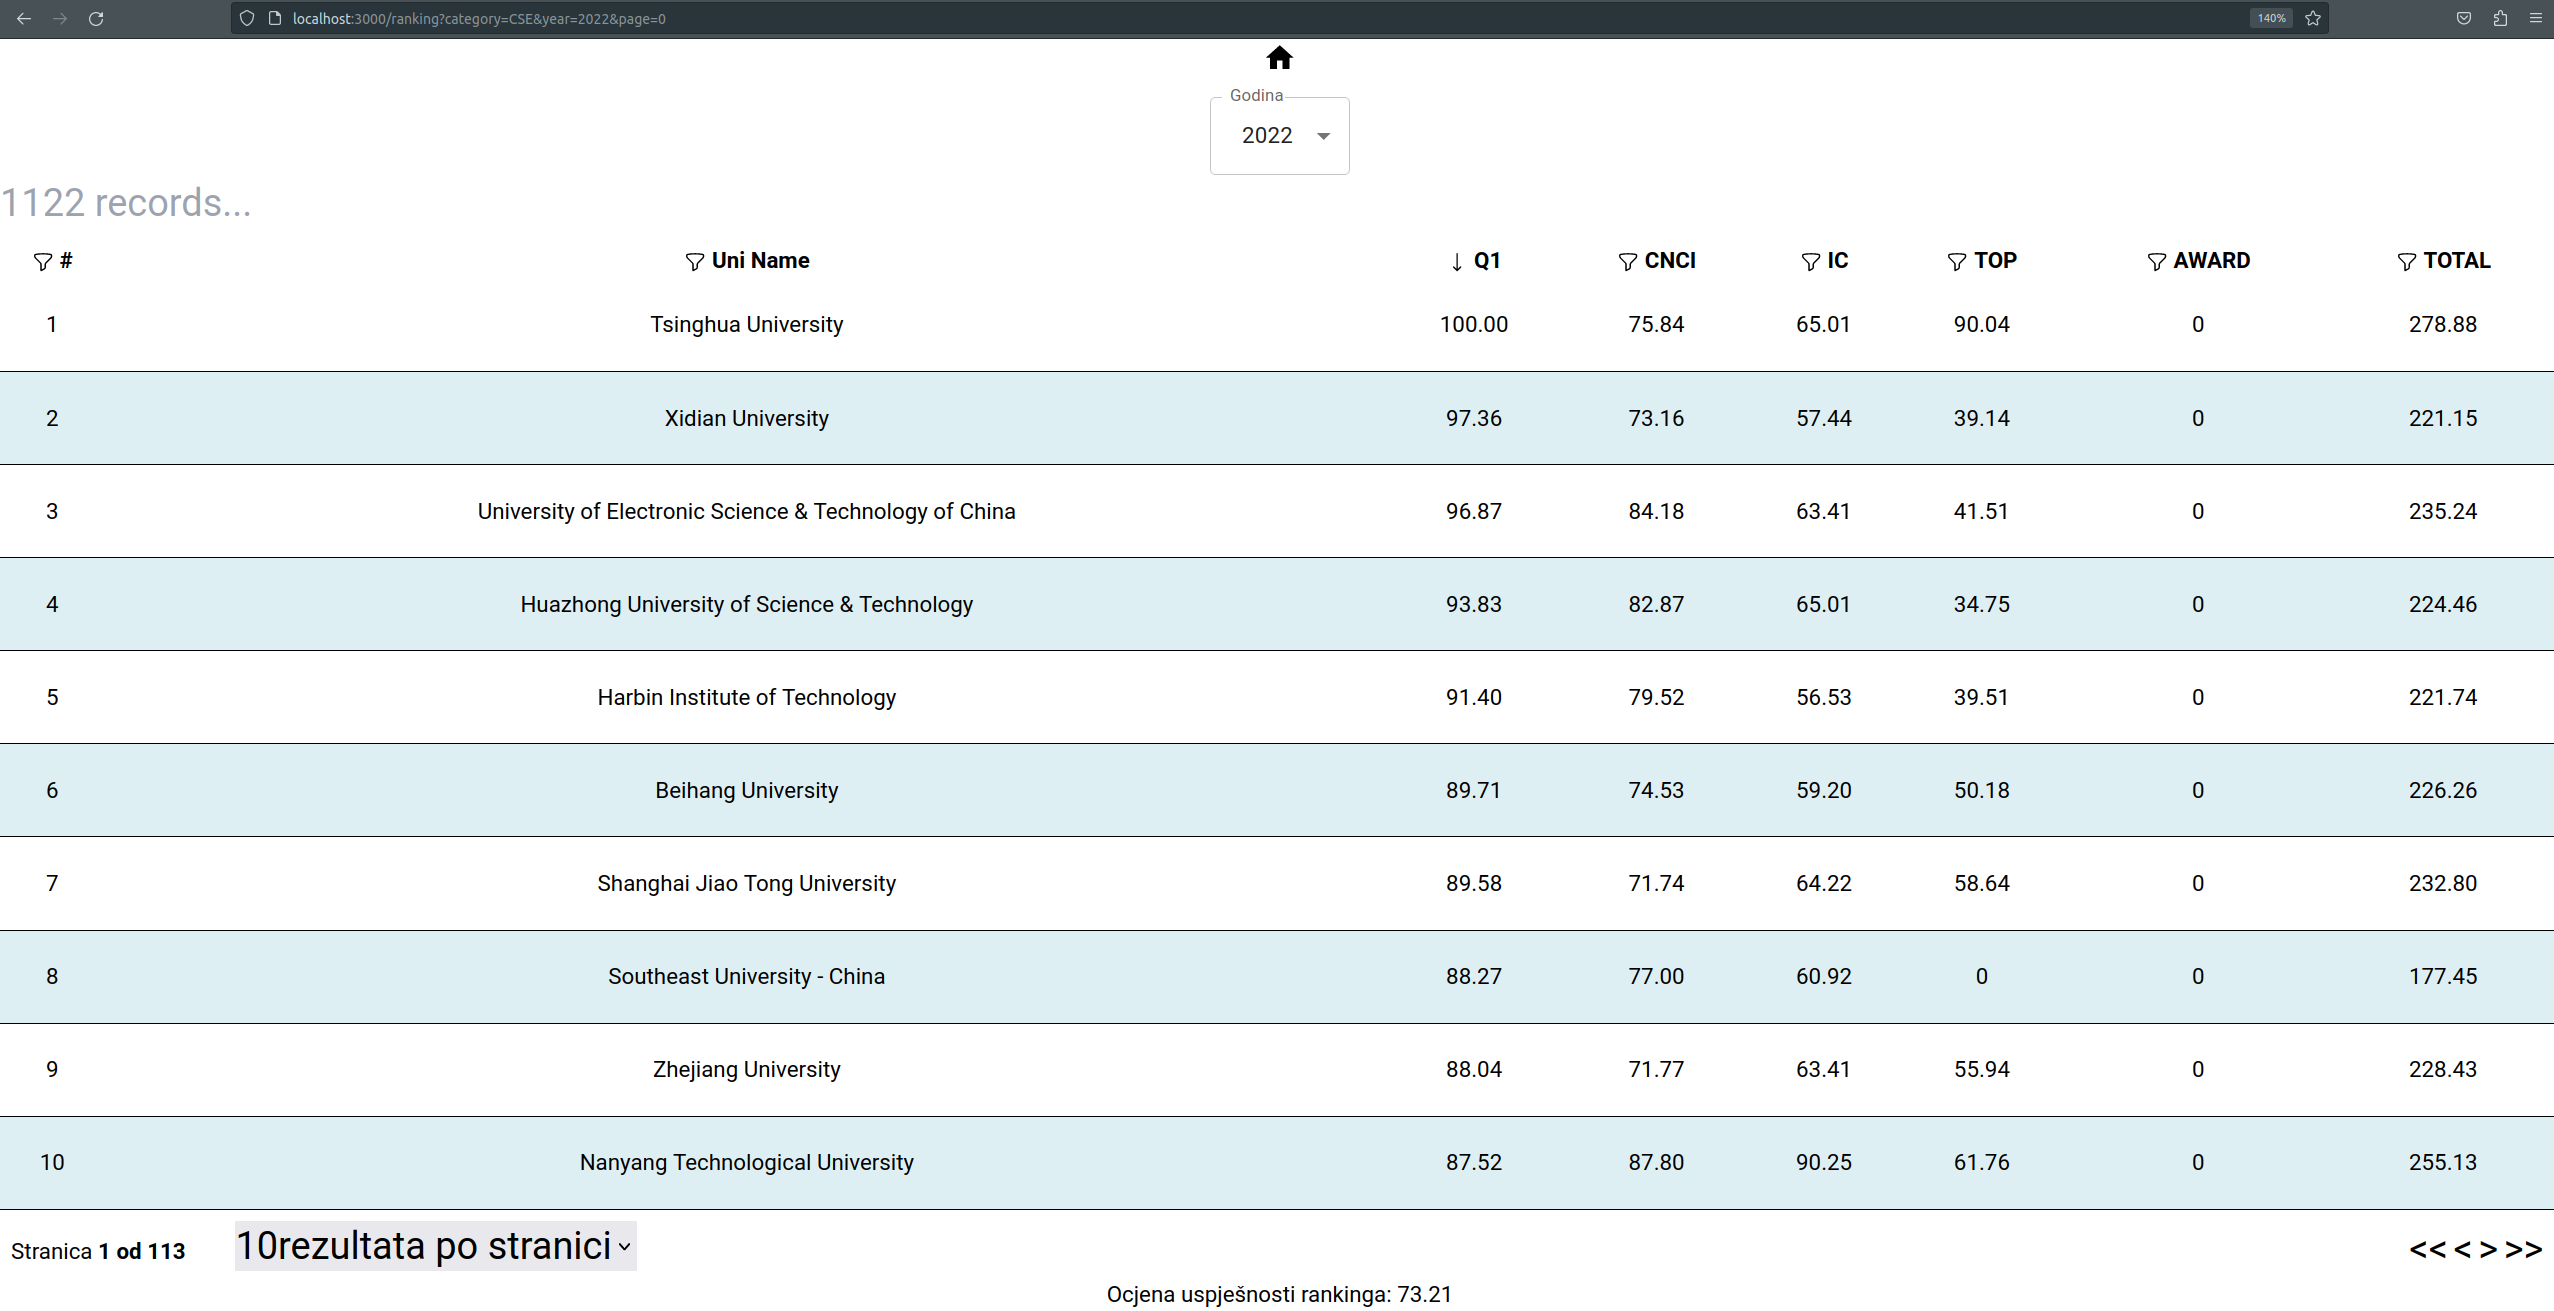 localhost:3000/ranking?category=CSE&year=2022&page=0 140%
Godina
2022
1122 records...
# Uni Name Q1 CNCI IC TOP AWARD TOTAL
1 Tsinghua University 100.00 75.84 65.01 90.04 0 278.88
2 Xidian University 97.36 73.16 57.44 39.14 0 221.15
3 University of Electronic Science & Technology of China 96.87 84.18 63.41 41.51 0 235.24
4 Huazhong University of Science & Technology 93.83 82.87 65.01 34.75 0 224.46
5 Harbin Institute of Technology 91.40 79.52 56.53 39.51 0 221.74
6 Beihang University 89.71 74.53 59.20 50.18 0 226.26
7 Shanghai Jiao Tong University 89.58 71.74 64.22 58.64 0 232.80
8 Southeast University - China 88.27 77.00 60.92 0 0 177.45
9 Zhejiang University 88.04 71.77 63.41 55.94 0 228.43
10 Nanyang Technological University 87.52 87.80 90.25 61.76 0 255.13
Stranica 1 od 113 10rezultata po stranici << < > >>
Ocjena uspješnosti rankinga: 73.21